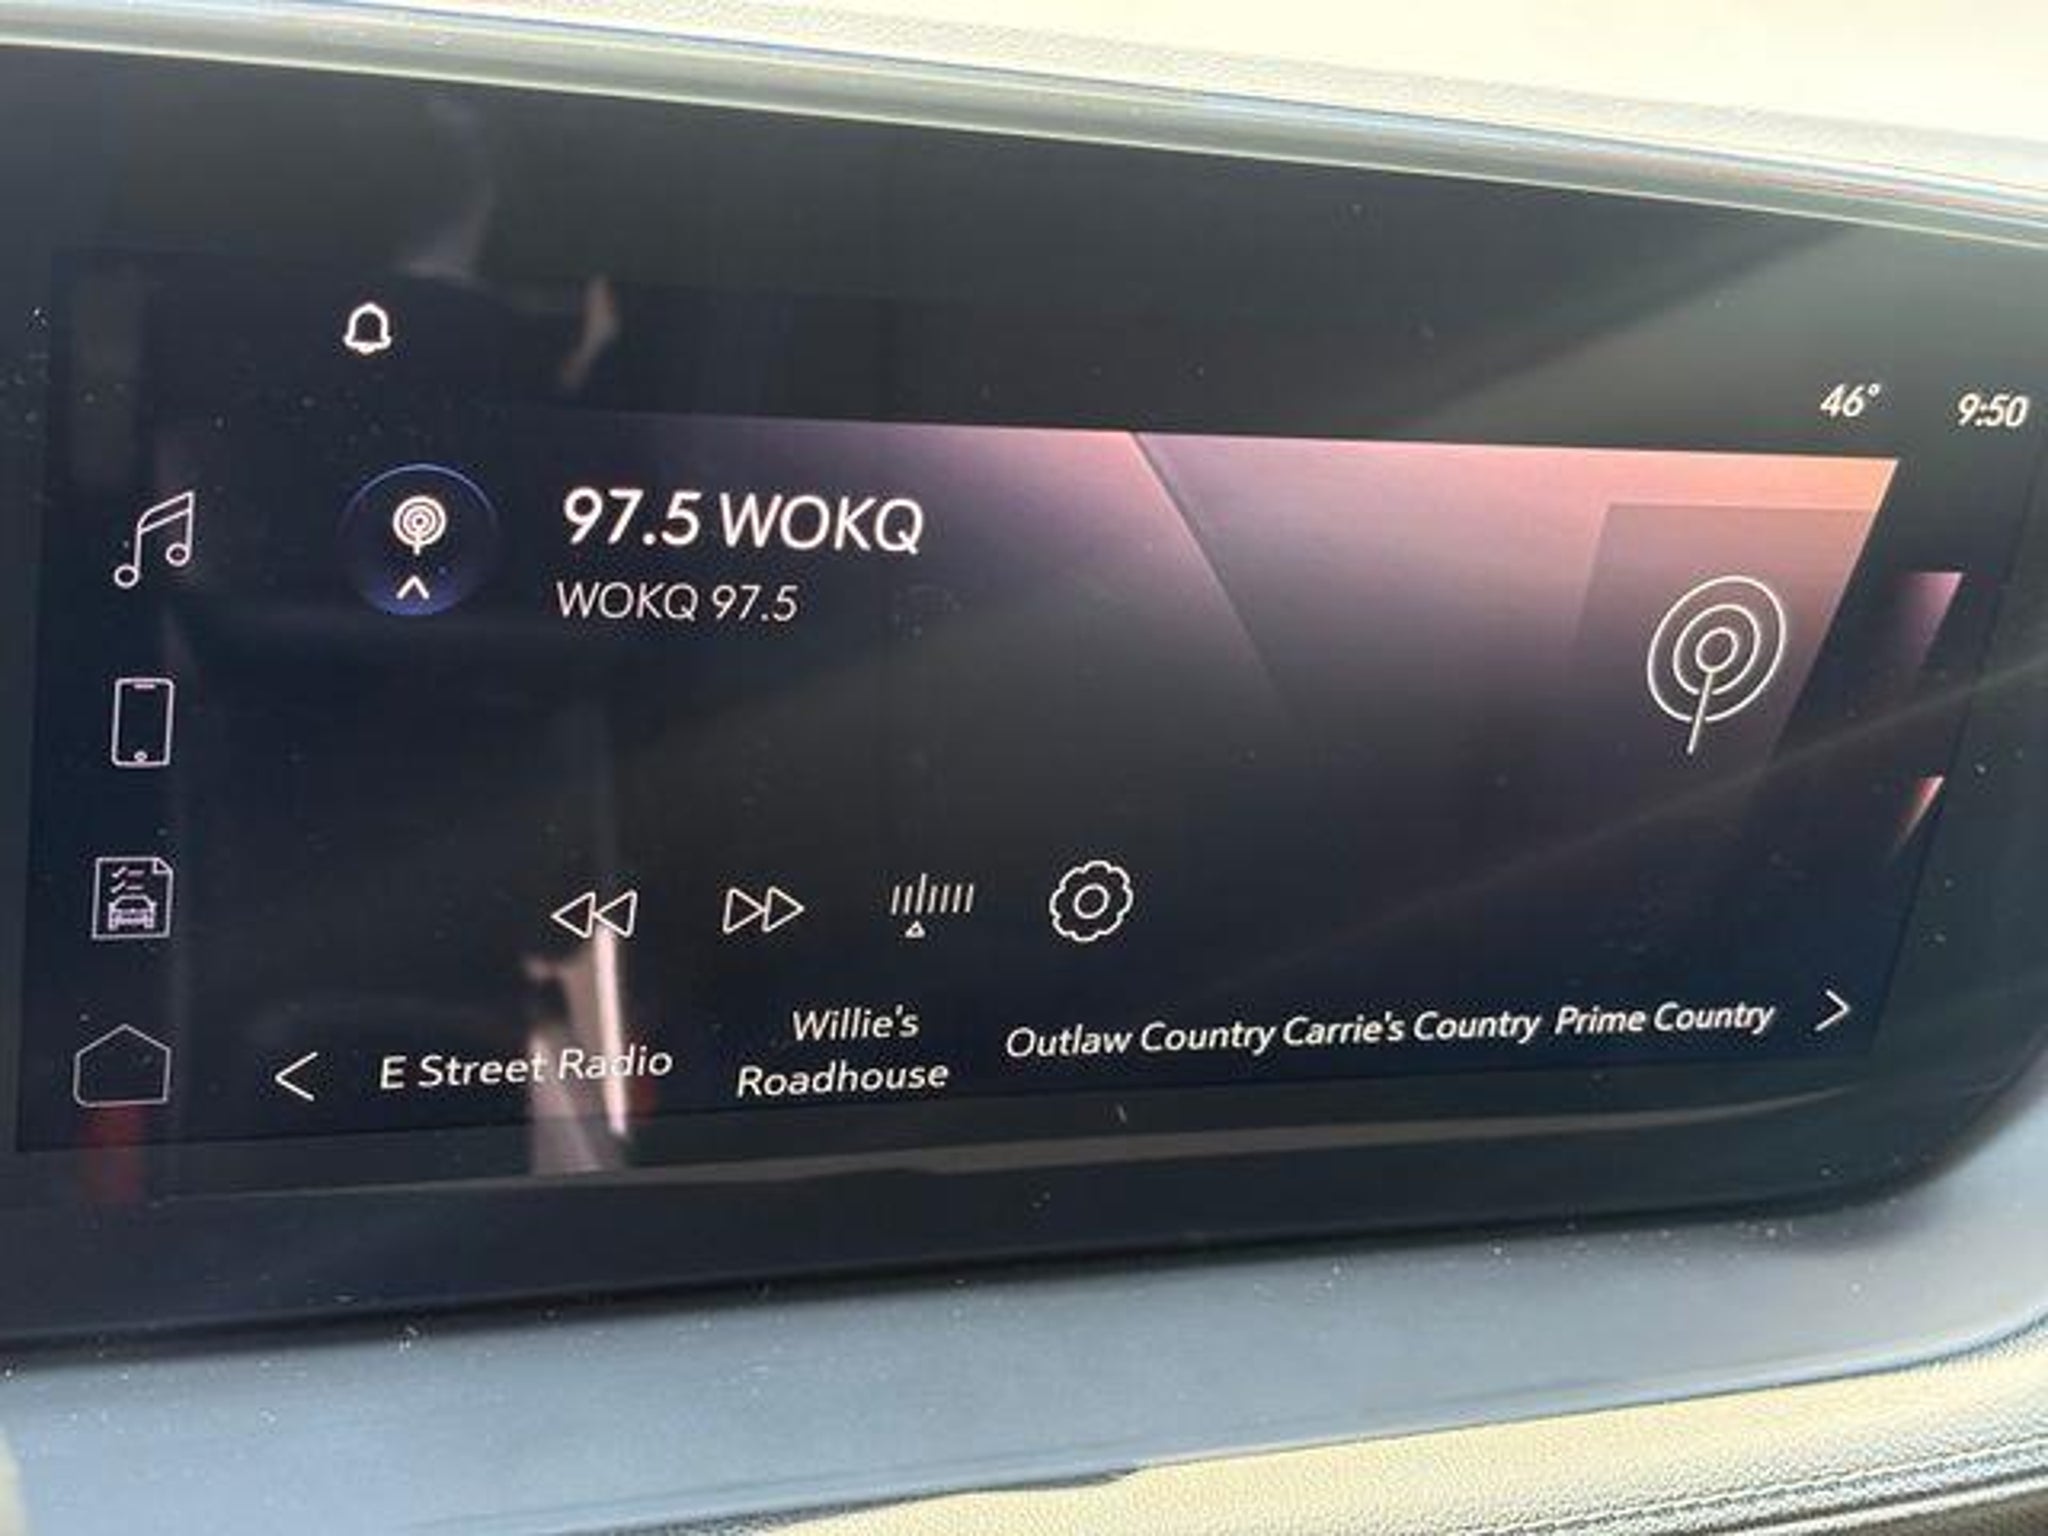 46° 9:50
97.5 WOKQ
WOKQ 97.5
E Street Radio
Willie's
Roadhouse
Outlaw Country
Carrie's Country
Prime Country